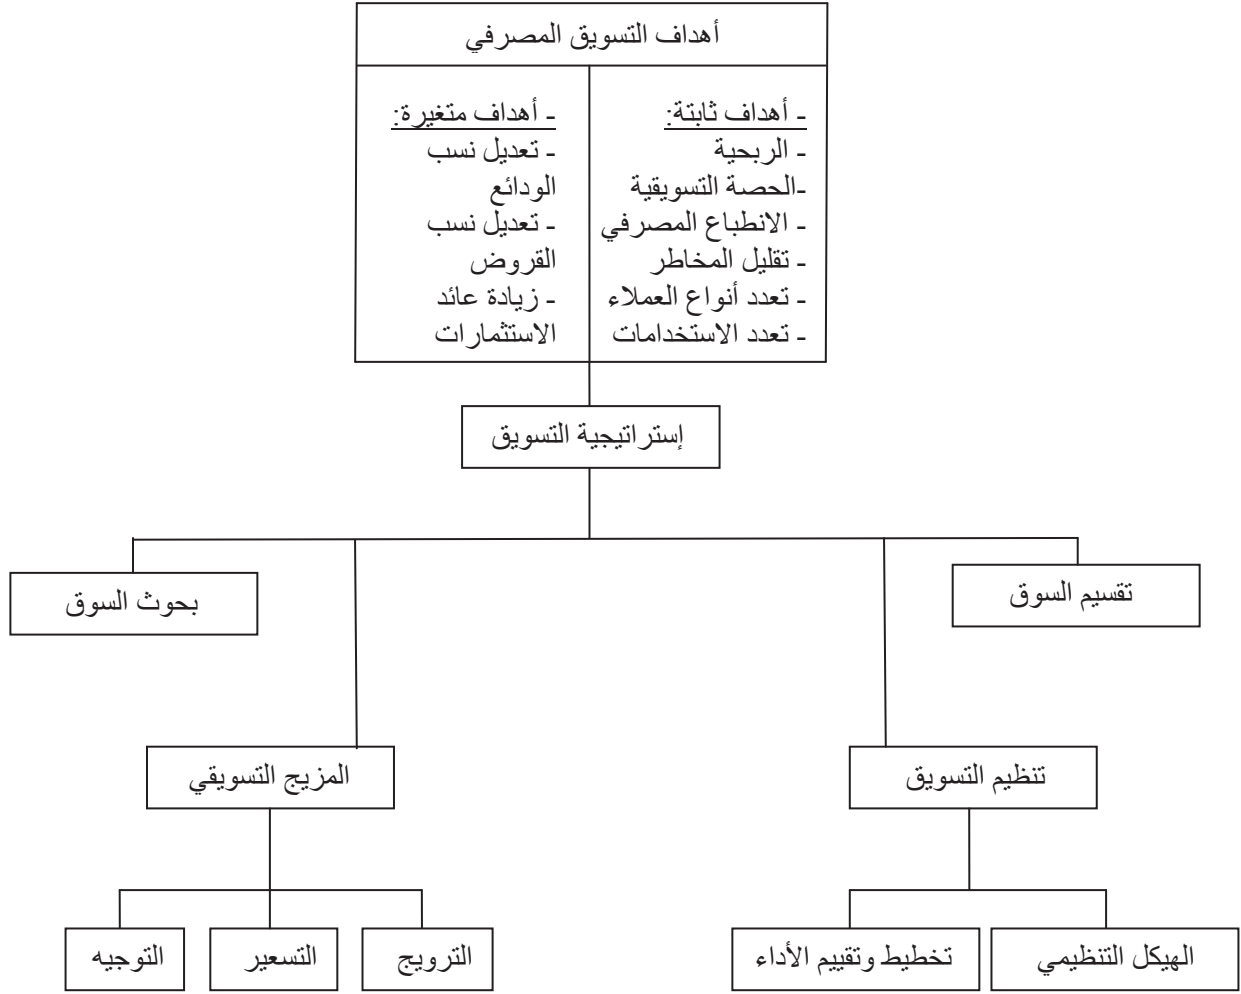 أهداف التسويق المصرفي
- أهداف ثابتة:
- الربحية
-الحصة التسويقية
- الانطباع المصرفي
- تقليل المخاطر
- تعدد أنواع العملاء
- تعدد الاستخدامات
- أهداف متغيرة:
- تعديل نسب
الودائع
- تعديل نسب
القروض
- زيادة عائد
الاستثمارات
إستراتيجية التسويق
تقسيم السوق
بحوث السوق
تنظيم التسويق
المزيج التسويقي
الهيكل التنظيمي
تخطيط وتقييم الأداء
الترويج
التسعير
التوجيه